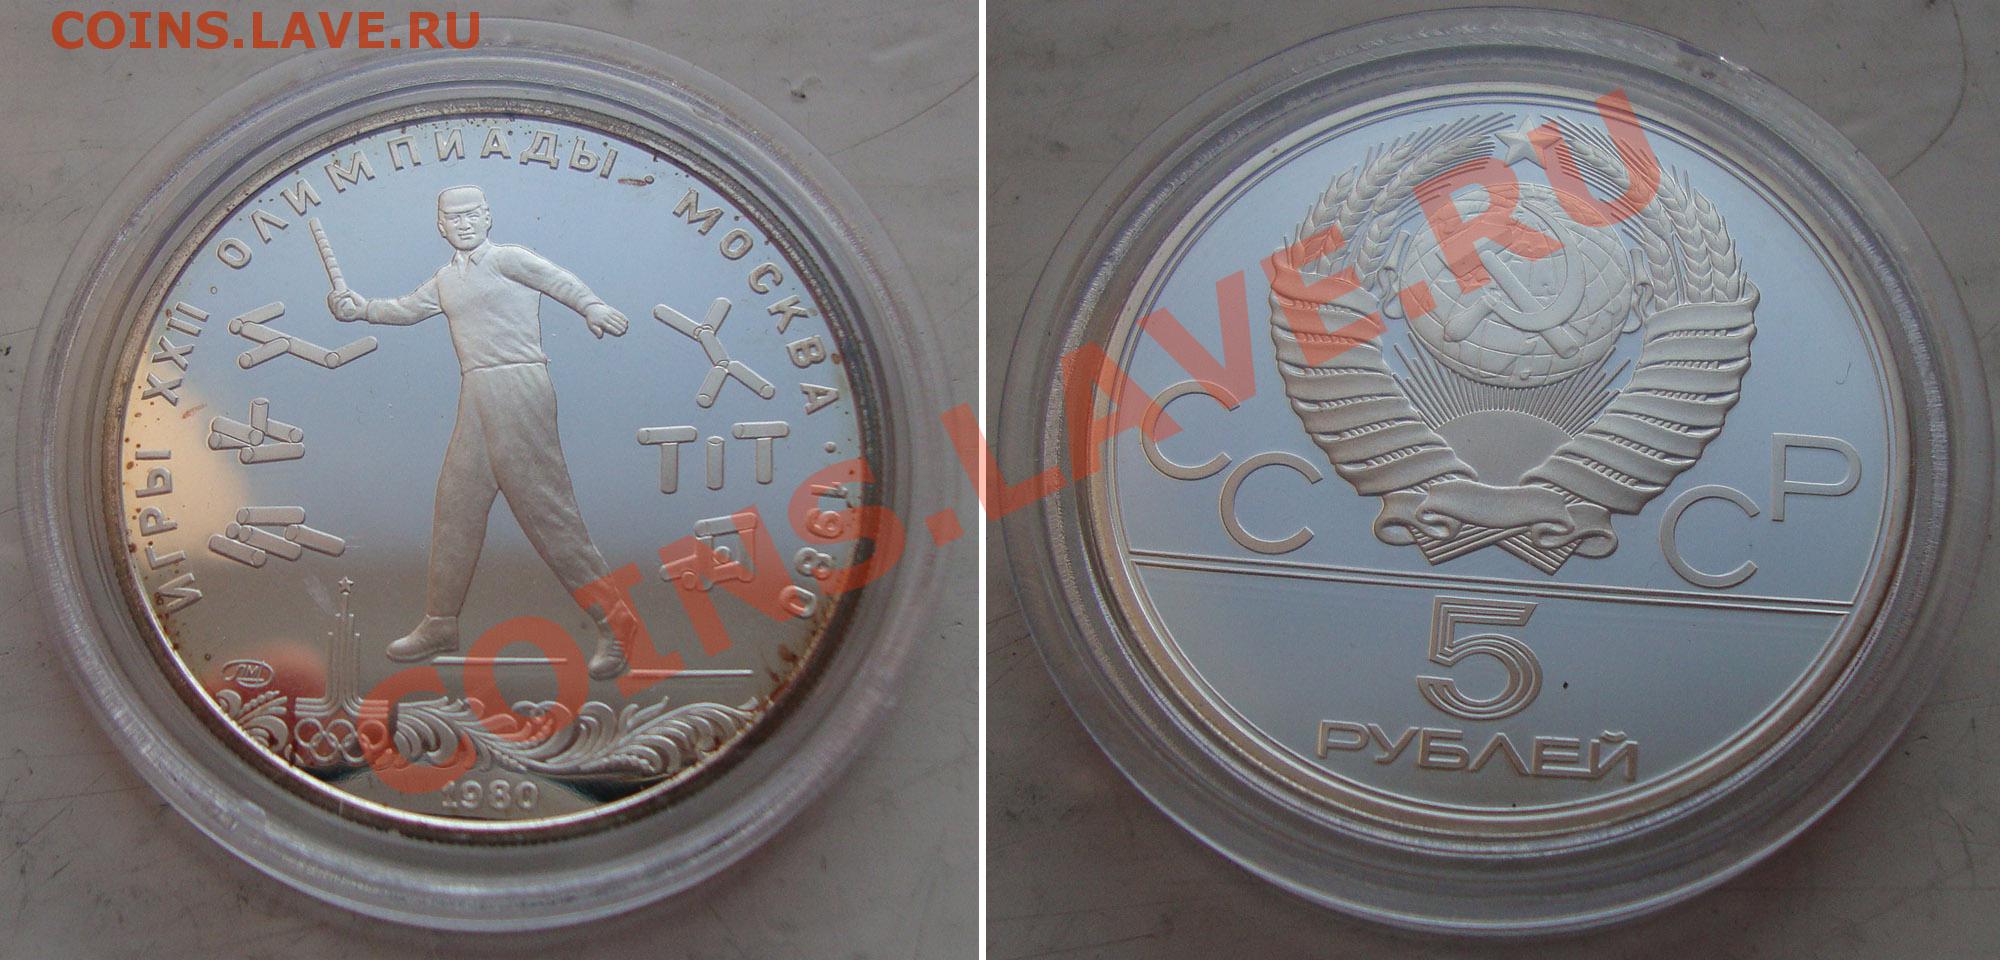 COINS.LAVE.RU
ИГРЫ XXII ОЛИМПИАДЫ · МОСКВА · 1980
ЛМД
1980
COINS.LAVE.RU
СССР
5
РУБЛЕЙ